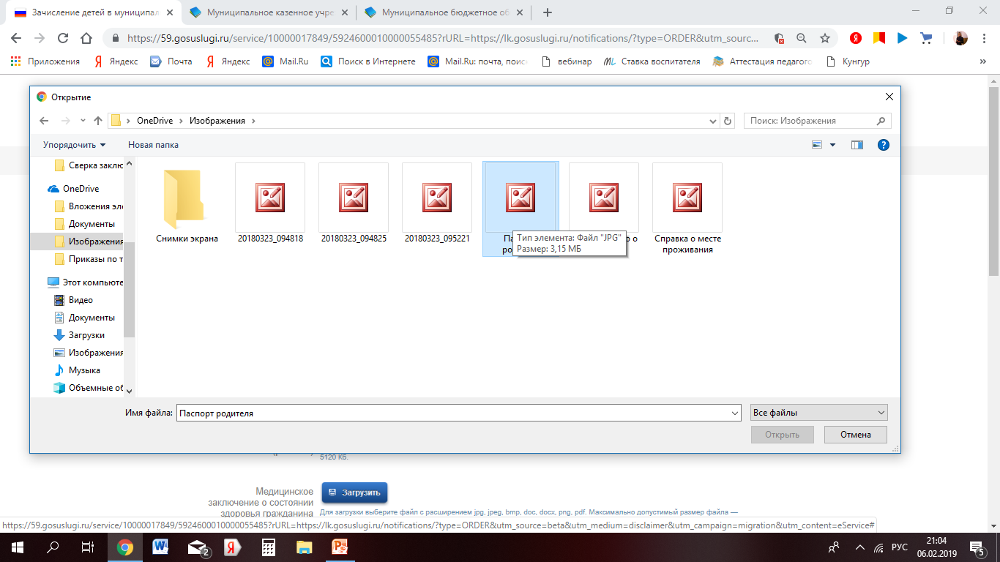 Зачисление детей в муниципал
Муниципальное казенное учре
Муниципальное бюджетное об
https://59.gosuslugi.ru/service/10000017849/5924600010000055485?rURL=https://lk.gosuslugi.ru/notifications/?type=ORDER&utm_sourc...
Приложения
Яндекс
Почта
Яндекс
Mail.Ru
Поиск в Интернете
Mail.Ru: почта, поиск
вебинар
Ставка воспитателя
Аттестация педагого
Кунгур
»
Открытие
OneDrive › Изображения ›
Поиск: Изображения
Упорядочить
Новая папка
Сверка заклю
OneDrive
Вложения эл
Документы
Изображения
Приказы по т
Этот компьюте
Видео
Документы
Загрузки
Изображения
Музыка
Объемные об
Снимки экрана
20180323_094818
20180323_094825
20180323_095221
Па
ро
Тип элемента: Файл "JPG"
Размер: 3,15 МБ
о о
Справка о месте
проживания
Имя файла:
Паспорт родителя
Все файлы
Открыть
Отмена
5120 Кб.
Медицинское
заключение о состоянии
здоровья гражданина
Загрузить
Для загрузки выберите файл с расширением jpg, jpeg, bmp, doc, docx, png, pdf. Максимально допустимый размер файла —
https://59.gosuslugi.ru/service/10000017849/5924600010000055485?rURL=https://lk.gosuslugi.ru/notifications/?type=ORDER&utm_source=beta&utm_medium=disclaimer&utm_campaign=migration&utm_content=eService#
2
РУС
21:04
06.02.2019
5